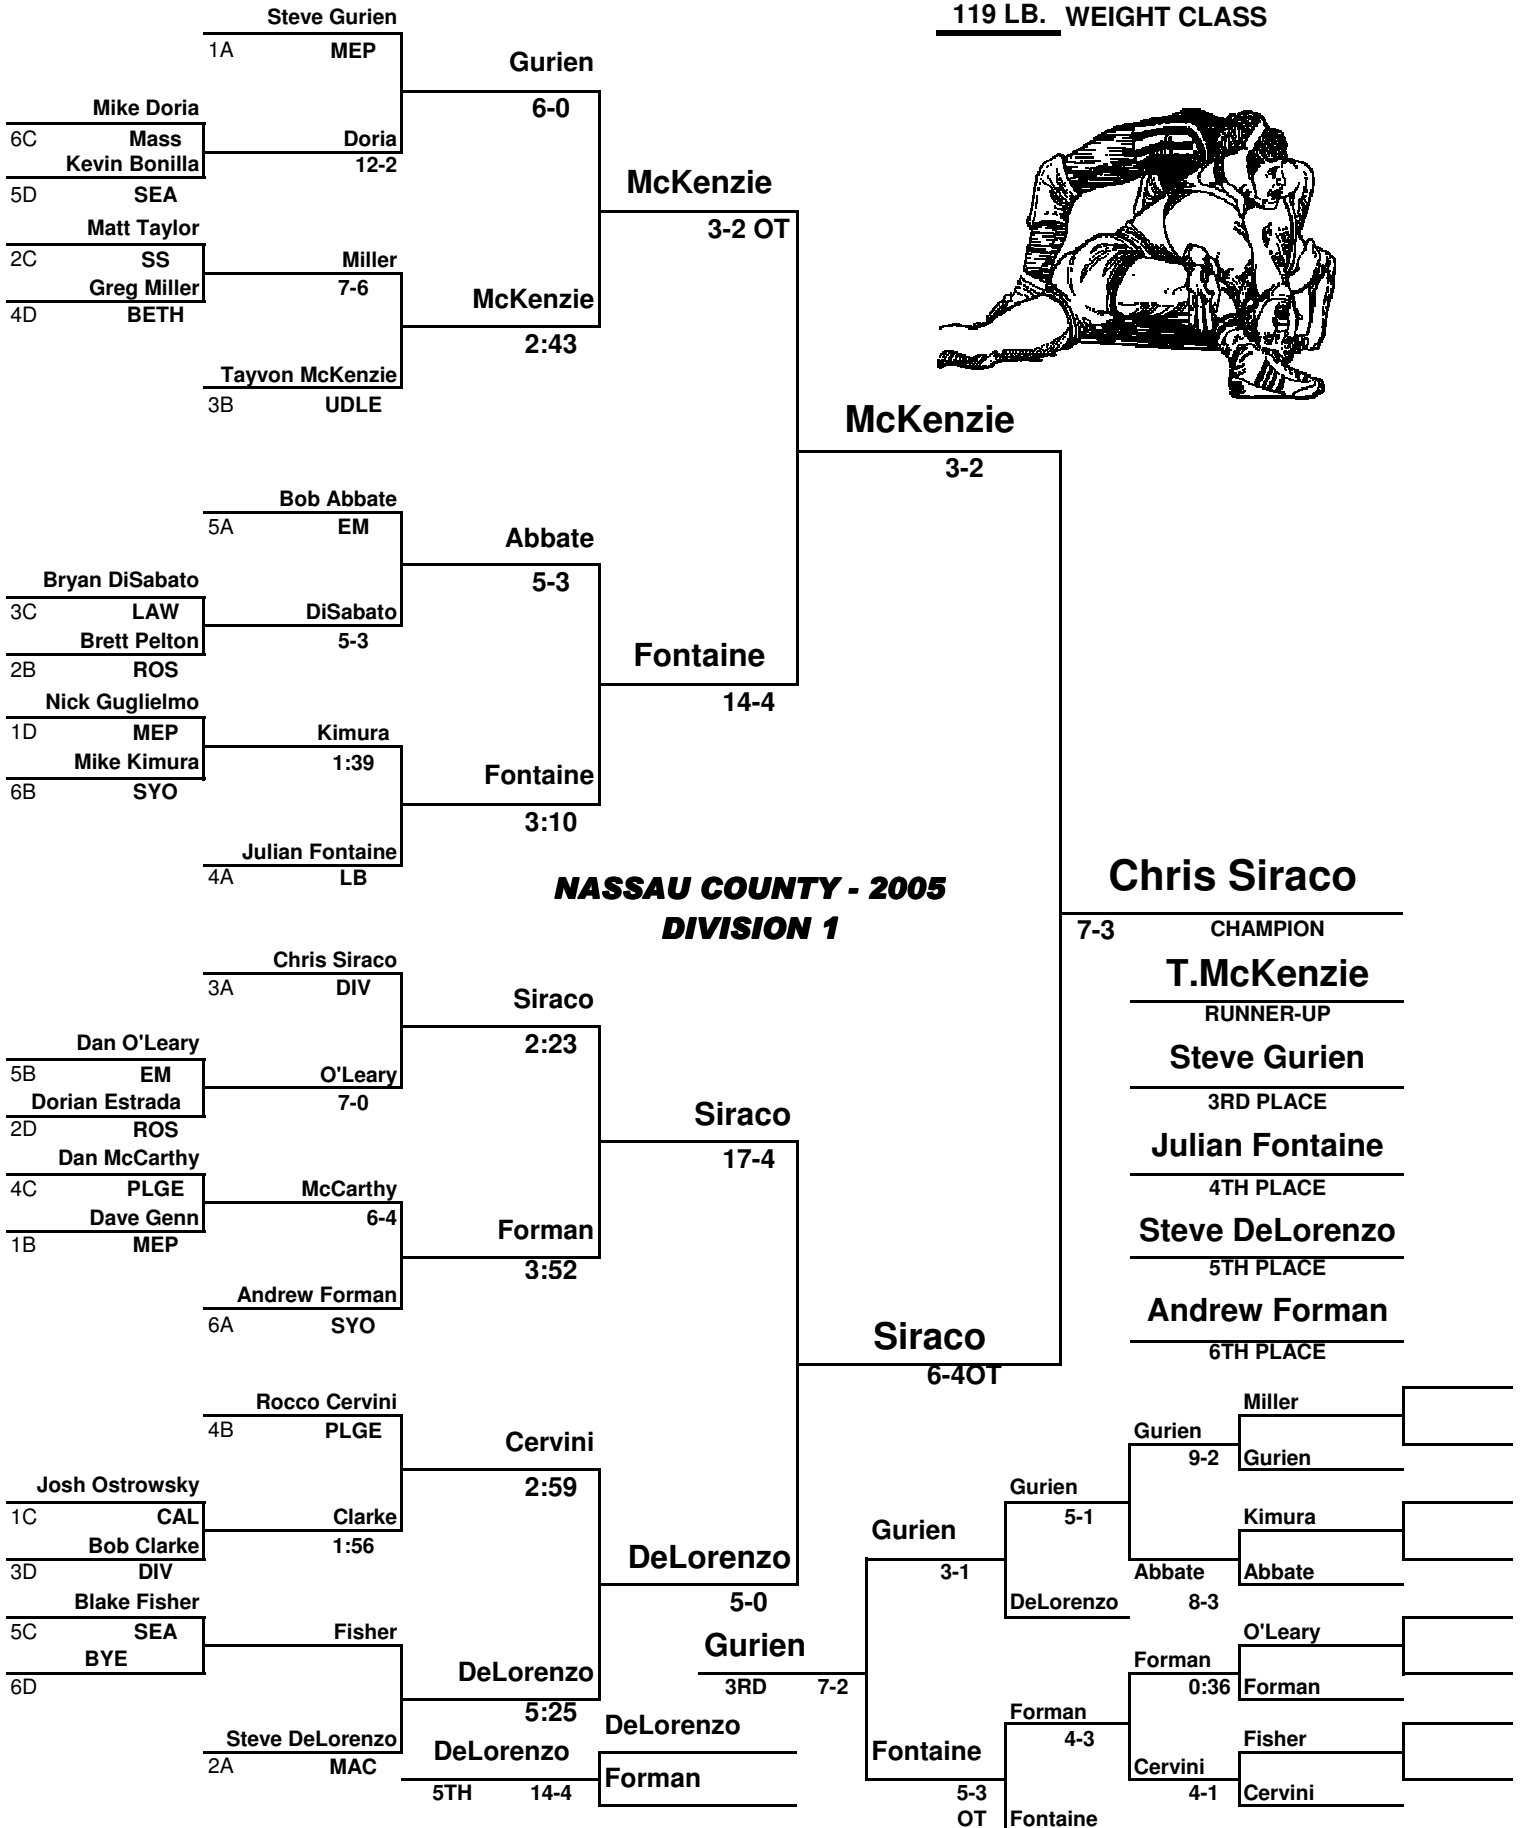 119 LB. WEIGHT CLASS
Steve Gurien
1A MEP
Gurien
6-0
Mike Doria
6C Mass
Kevin Bonilla
5D SEA
Doria
12-2
McKenzie
3-2 OT
Matt Taylor
2C SS
Greg Miller
4D BETH
Miller
7-6
McKenzie
2:43
Tayvon McKenzie
3B UDLE
McKenzie
3-2
Bob Abbate
5A EM
Abbate
5-3
Bryan DiSabato
3C LAW
Brett Pelton
2B ROS
DiSabato
5-3
Fontaine
14-4
Nick Guglielmo
1D MEP
Mike Kimura
6B SYO
Kimura
1:39
Fontaine
3:10
Julian Fontaine
4A LB
NASSAU COUNTY - 2005
DIVISION 1
Chris Siraco
7-3 CHAMPION
T.McKenzie
RUNNER-UP
Steve Gurien
3RD PLACE
Julian Fontaine
4TH PLACE
Steve DeLorenzo
5TH PLACE
Andrew Forman
6TH PLACE
Chris Siraco
3A DIV
Siraco
2:23
Dan O'Leary
5B EM
Dorian Estrada
2D ROS
O'Leary
7-0
Siraco
17-4
Dan McCarthy
4C PLGE
Dave Genn
1B MEP
McCarthy
6-4
Forman
3:52
Andrew Forman
6A SYO
Siraco
6-4OT
Rocco Cervini
4B PLGE
Cervini
2:59
Josh Ostrowsky
1C CAL
Bob Clarke
3D DIV
Clarke
1:56
DeLorenzo
5-0
Blake Fisher
5C SEA
BYE
6D
Fisher
DeLorenzo
5:25
Steve DeLorenzo
2A MAC
DeLorenzo
5TH 14-4
DeLorenzo
Forman
Gurien
3RD 7-2
Gurien
3-1
Fontaine
5-3
OT
Gurien
5-1
DeLorenzo
Forman
4-3
Fontaine
Gurien
9-2
Abbate
8-3
Forman
0:36
Cervini
4-1
Miller
Gurien
Kimura
Abbate
O'Leary
Forman
Fisher
Cervini